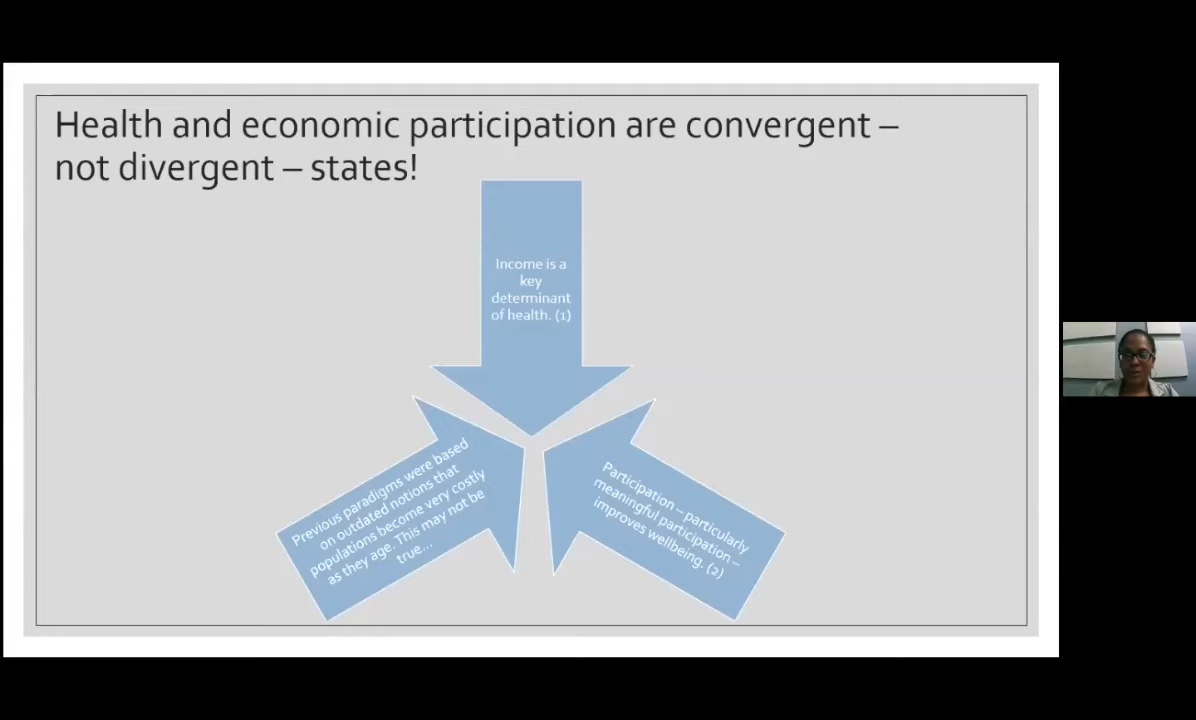 Health and economic participation are convergent –
not divergent – states!
Income is a
key
determinant
of health. (1)
Previous paradigms were based
on outdated notions that
populations become very costly
as they age. This may not be
true...
Participation – particularly
meaningful participation –
improves wellbeing. (2)